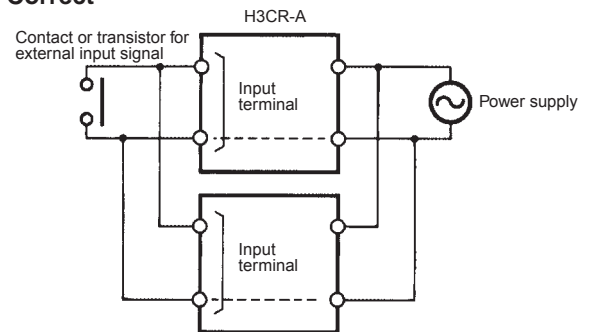 Correct
H3CR-A
Contact or transistor for
external input signal
Input
terminal
Power supply
Input
terminal